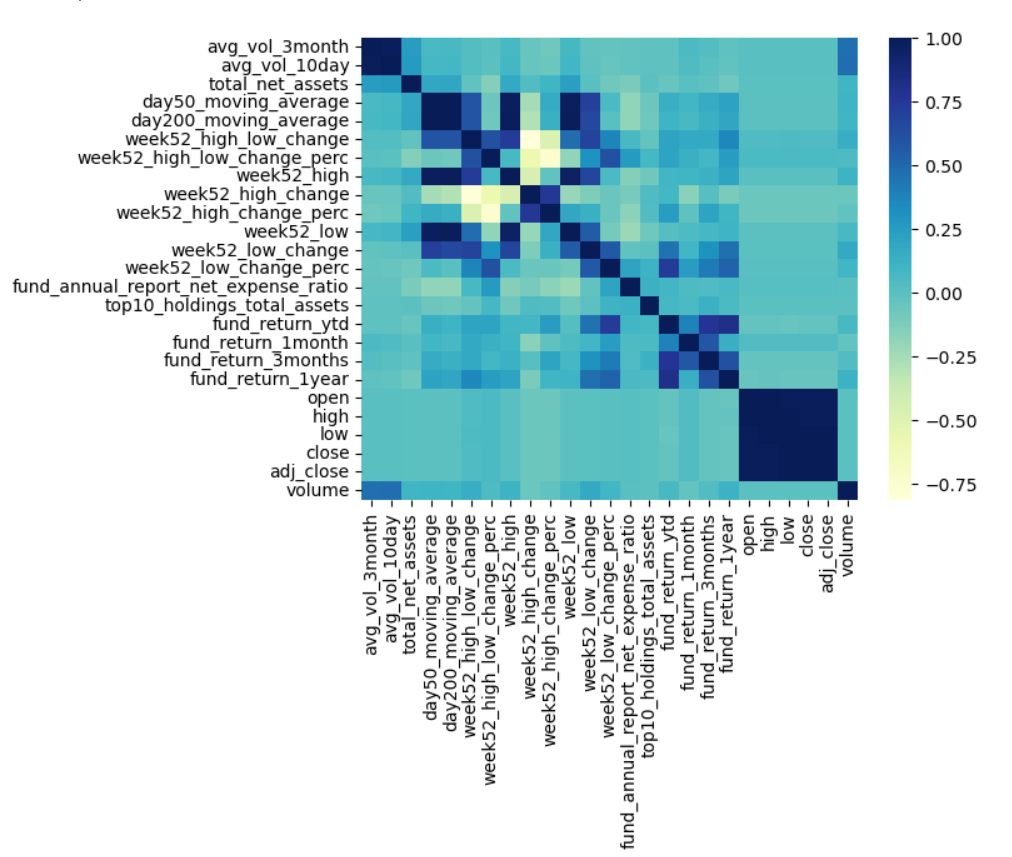 avg_vol_3month
avg_vol_10day
total_net_assets
day50_moving_average
day200_moving_average
week52_high_low_change
week52_high_low_change_perc
week52_high
week52_high_change
week52_high_change_perc
week52_low
week52_low_change
week52_low_change_perc
fund_annual_report_net_expense_ratio
top10_holdings_total_assets
fund_return_ytd
fund_return_1month
fund_return_3months
fund_return_1year
open
high
low
close
adj_close
volume
avg_vol_3month
avg_vol_10day
total_net_assets
day50_moving_average
day200_moving_average
week52_high_low_change
week52_high_low_change_perc
week52_high
week52_high_change
week52_high_change_perc
week52_low
week52_low_change
week52_low_change_perc
fund_annual_report_net_expense_ratio
top10_holdings_total_assets
fund_return_ytd
fund_return_1month
fund_return_3months
fund_return_1year
open
high
low
close
adj_close
volume
1.00
0.75
0.50
0.25
0.00
−0.25
−0.50
−0.75